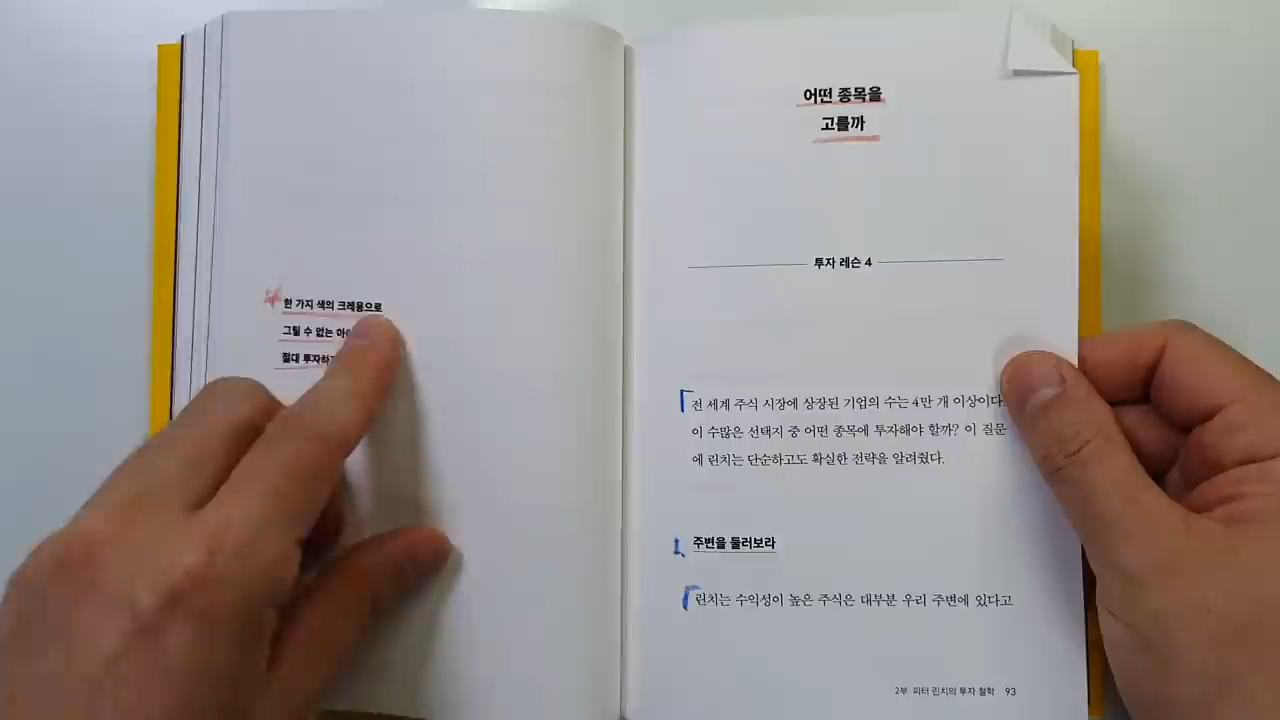 한 가지 색의 크레용으로
그릴 수 없는
절대
어떤 종목을
고를까
투자 레슨 4
전 세계 주식 시장에 상장된 기업의 수는 4만 개 이상이다.
이 수많은 선택지 중 어떤 종목에 투자해야 할까? 이 질문
에 린치는 단순하고도 확실한 전략을 알려줬다.
1. 주변을 둘러보라
린치는 수익성이 높은 주식은 대부분 우리 주변에 있다고
2부 피터 린치의 투자 철학 93